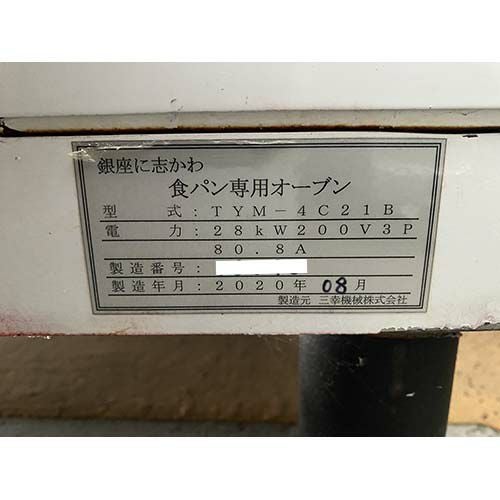 銀座に志かわ
食パン専用オーブン
型式：TYM-4C21B
電力：28kW200V3P
80.8A
製造番号：
製造年月：2020年08月
製造元 三幸機械株式会社